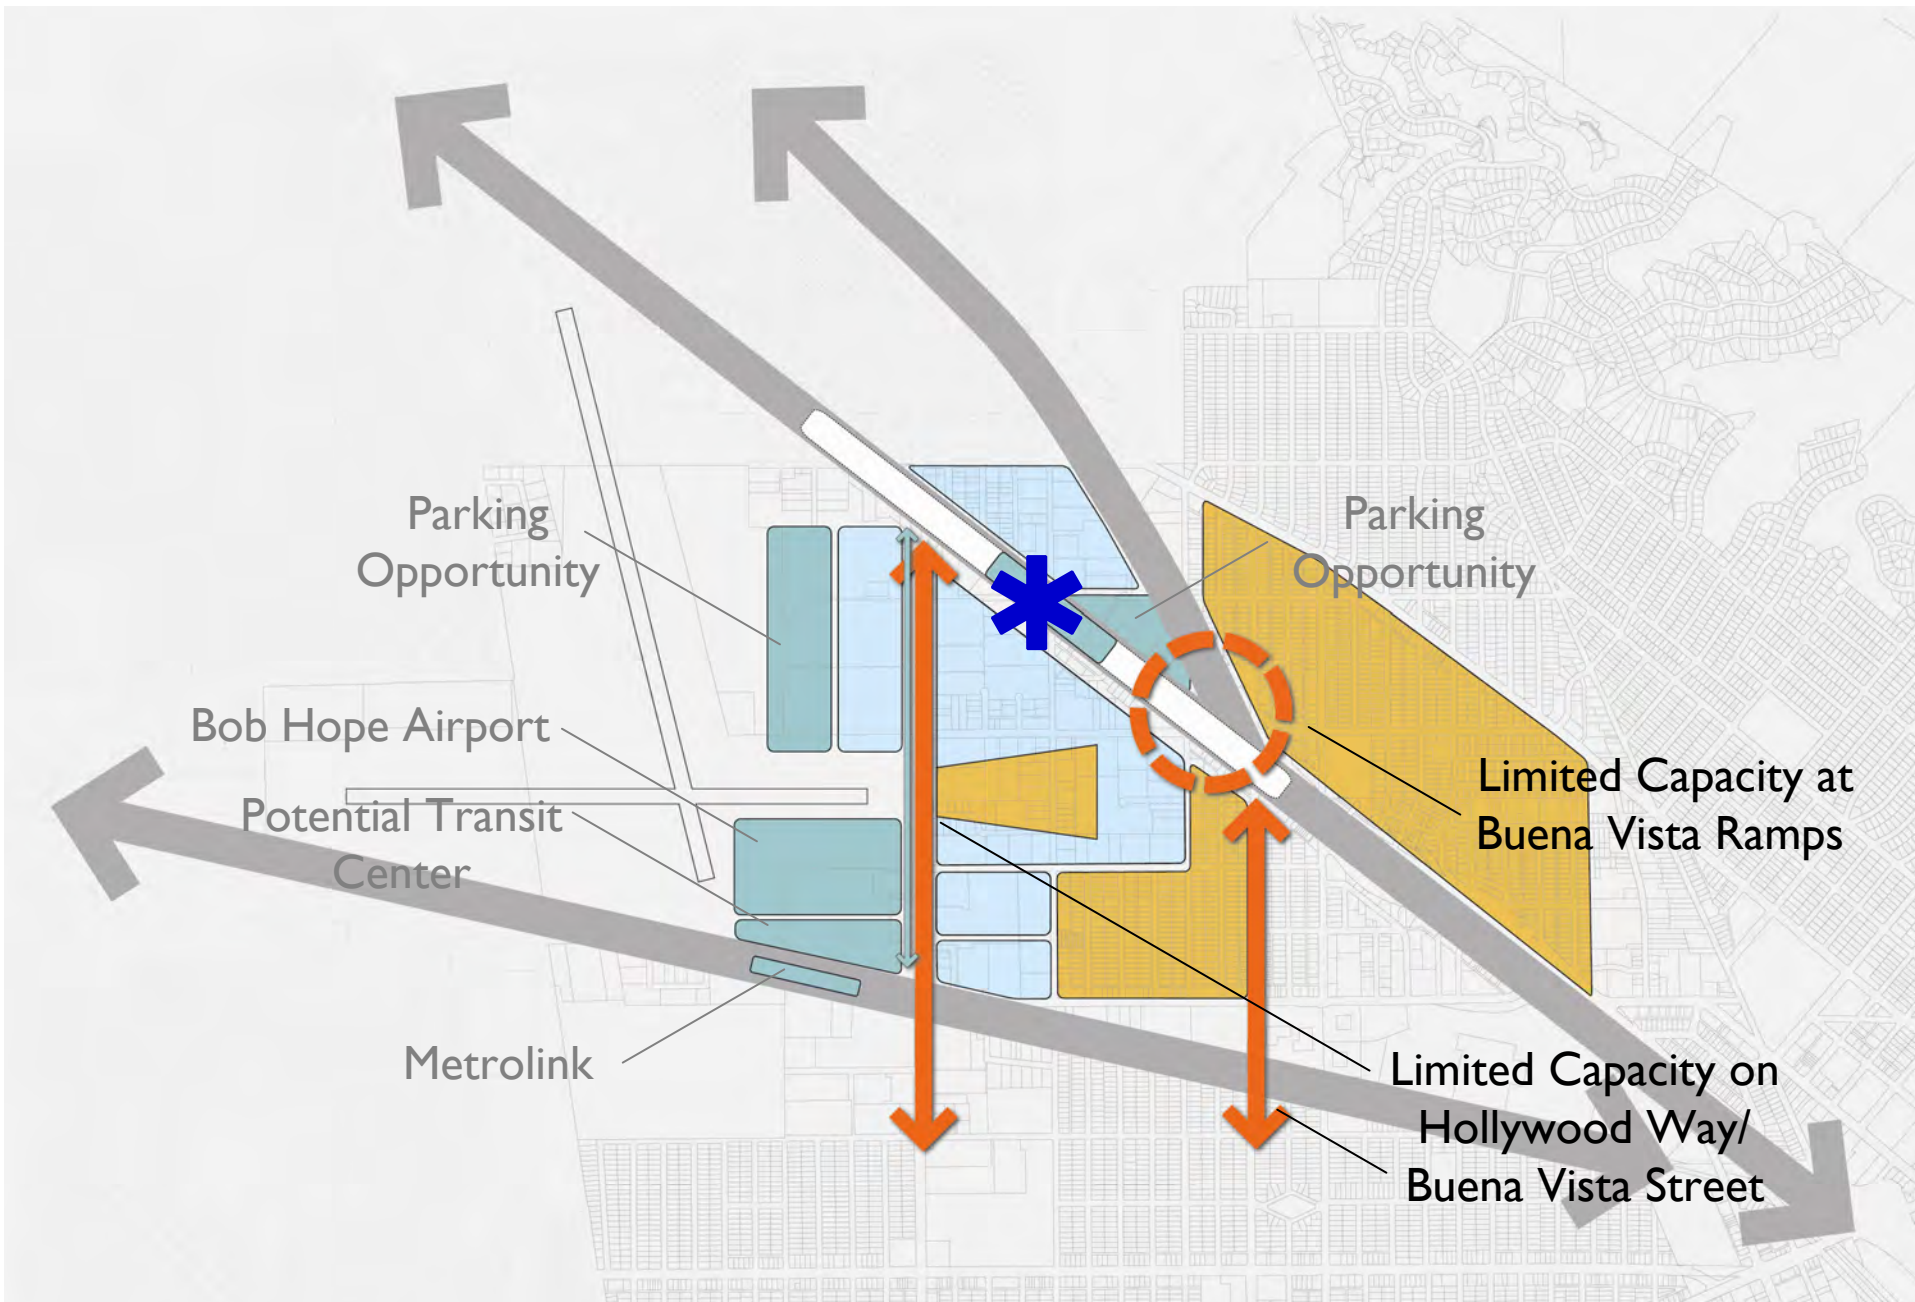 Parking
Opportunity
Parking
Opportunity
Bob Hope Airport
Potential Transit
Center
Limited Capacity at
Buena Vista Ramps
Metrolink
Limited Capacity on
Hollywood Way/
Buena Vista Street